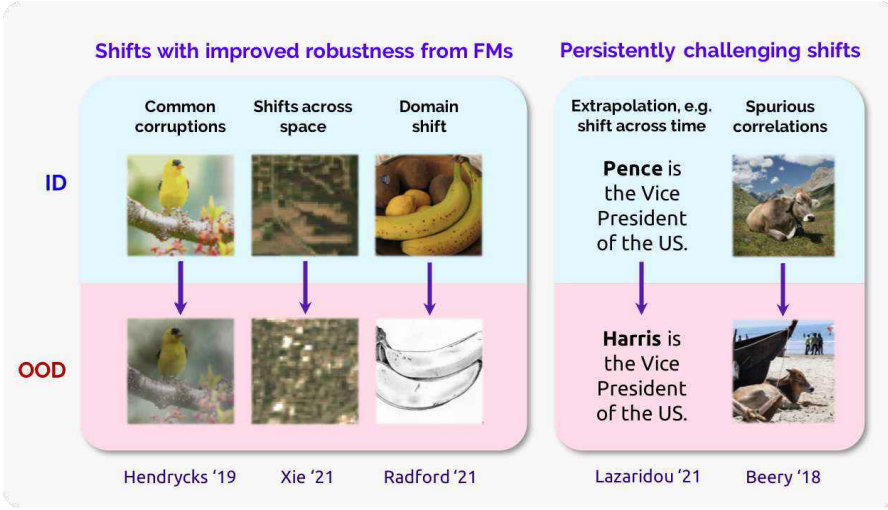 Shifts with improved robustness from FMs
Persistently challenging shifts
Common
corruptions
Shifts across
space
Domain
shift
Extrapolation, e.g.
shift across time
Spurious
correlations
ID
Pence is
the Vice
President
of the US.
OOD
Harris is
the Vice
President
of the US.
Hendrycks ‘19
Xie ‘21
Radford ‘21
Lazaridou ‘21
Beery ‘18